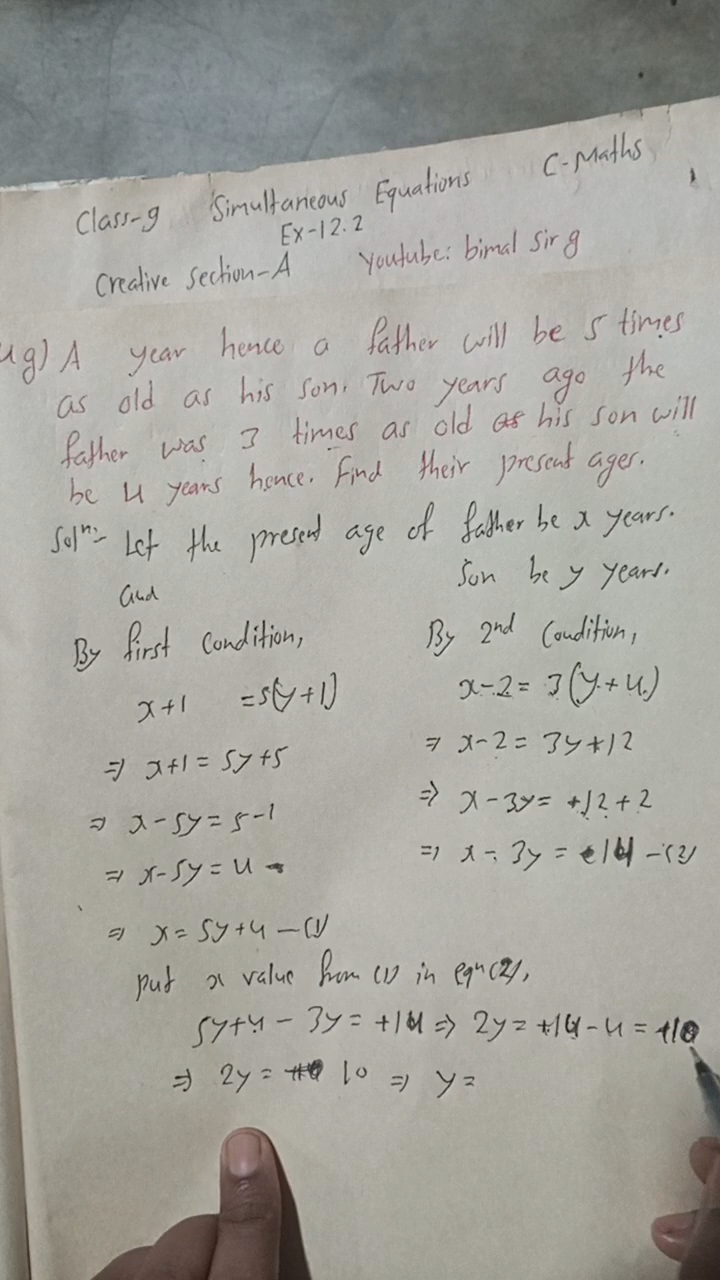 Class-9 Simultaneous Equations C-Maths
Ex-12.2
Creative Section-A Youtube: bimal sir g
4g) A year hence a father will be 5 times
as old as his son. Two years ago the
father was 3 times as old as his son will
be 4 years hence. Find their present ages.
Solⁿ:- Let the present age of father be x years.
and son be y years.
By first condition,
x+1 =5(y+1)
⇒ x+1 = 5y+5
⇒ x-5y = 5-1
⇒ x-5y = 4
⇒ x = 5y+4 -(1)
By 2nd Condition,
x-2 = 3(y+4)
⇒ x-2 = 3y+12
⇒ x-3y = +12+2
⇒ x-3y = 14 -(2)
put x value from (1) in eqⁿ(2),
5y+4 - 3y = +14 ⇒ 2y = +14-4 = +10
⇒ 2y = 10 ⇒ y=